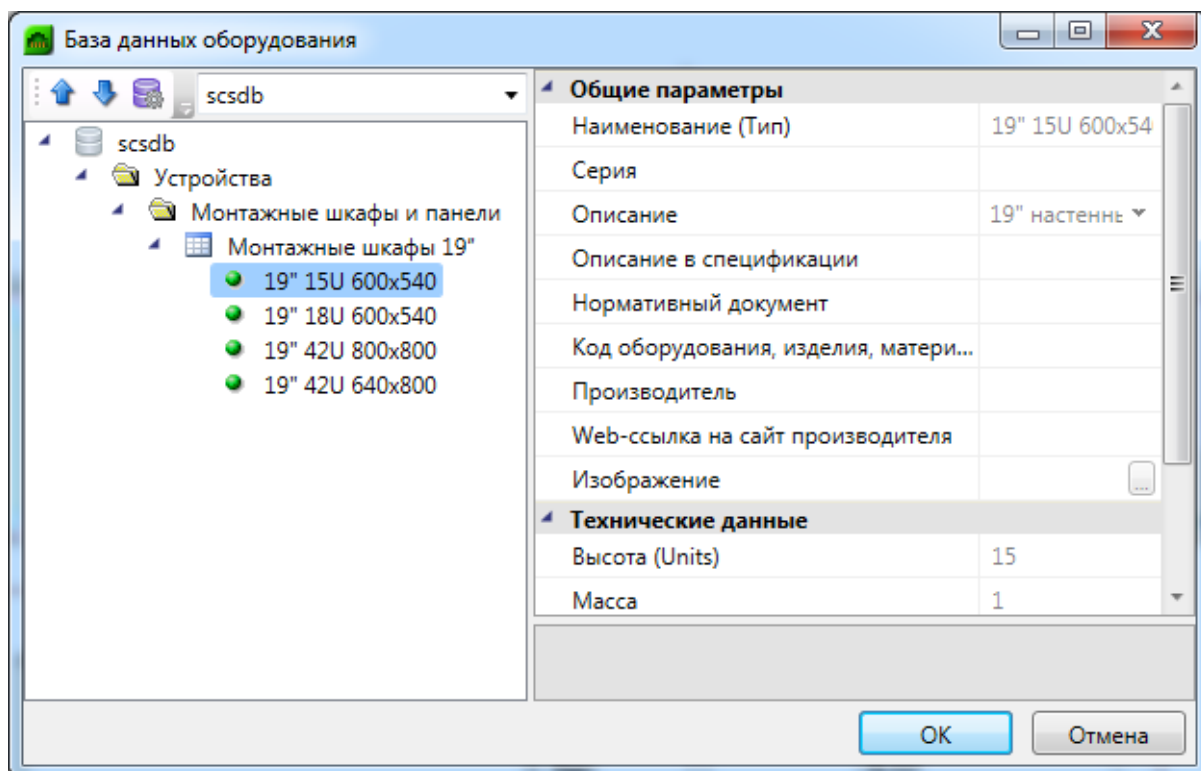 База данных оборудования
scsdb
scsdb
Устройства
Монтажные шкафы и панели
Монтажные шкафы 19"
19" 15U 600x540
19" 18U 600x540
19" 42U 800x800
19" 42U 640x800
Общие параметры
Наименование (Тип) 19" 15U 600x54
Серия
Описание 19" настеннь
Описание в спецификации
Нормативный документ
Код оборудования, изделия, матери...
Производитель
Web-ссылка на сайт производителя
Изображение ...
Технические данные
Высота (Units) 15
Масса 1
OK Отмена